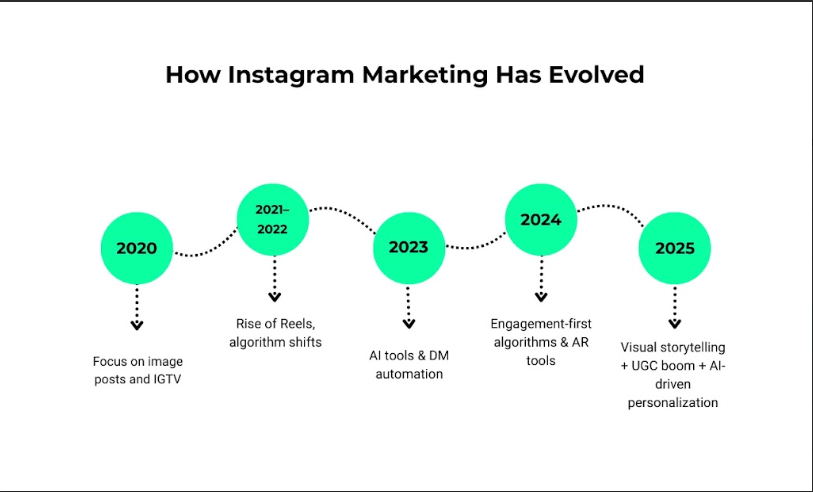 How Instagram Marketing Has Evolved
2020
Focus on image
posts and IGTV
2021–
2022
Rise of Reels,
algorithm shifts
2023
AI tools & DM
automation
2024
Engagement-first
algorithms & AR
tools
2025
Visual storytelling
+ UGC boom + AI-
driven
personalization